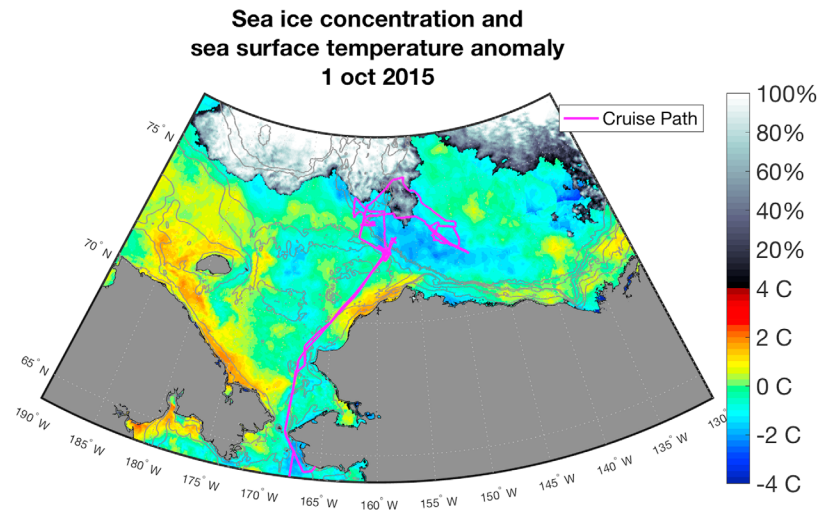 Sea ice concentration and
sea surface temperature anomaly
1 oct 2015
Cruise Path
100%
80%
60%
40%
20%
4 C
2 C
0 C
-2 C
-4 C
75° N
70° N
65° N
190° W
185° W
180° W
175° W
170° W
165° W
160° W
155° W
150° W
145° W
140° W
135° W
130°